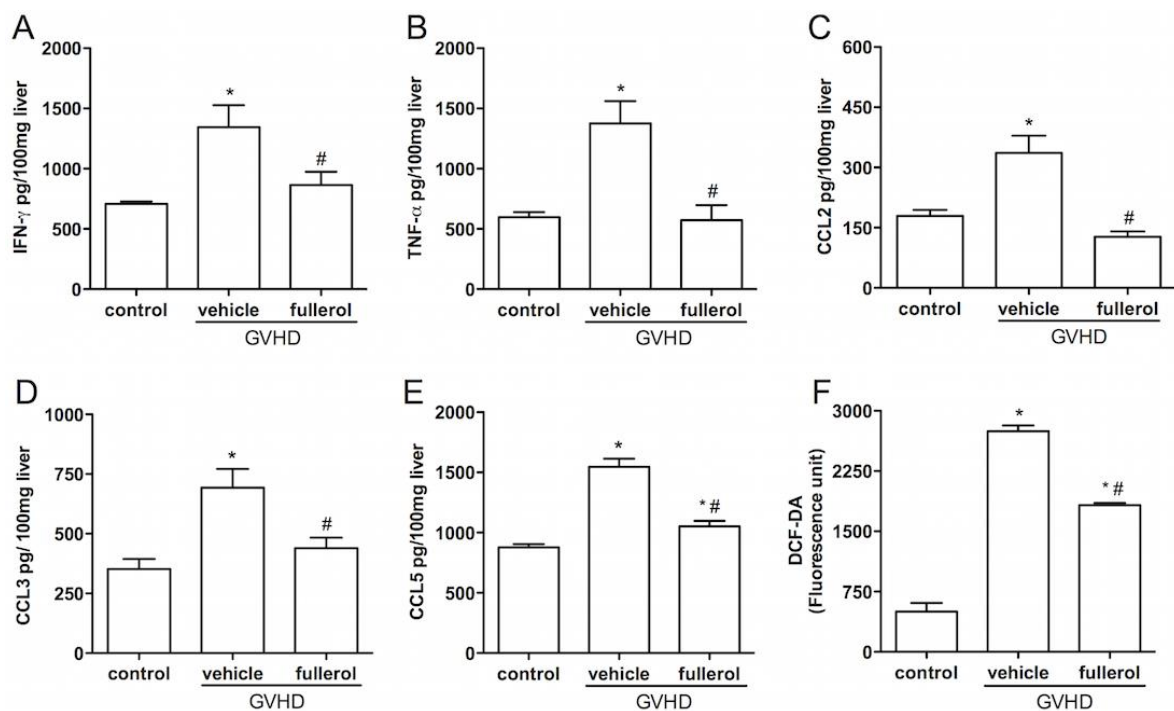 A
IFN-γ pg/100mg liver
2000
1500
1000
500
0
*
#
control vehicle fullerol
GVHD
B
TNF-α pg/100mg liver
2000
1500
1000
500
0
*
#
control vehicle fullerol
GVHD
C
CCL2 pg/100mg liver
600
450
300
150
0
*
#
control vehicle fullerol
GVHD
D
CCL3 pg/ 100mg liver
1000
750
500
250
0
*
#
control vehicle fullerol
GVHD
E
CCL5 pg/100mg liver
2000
1500
1000
500
0
*
* #
control vehicle fullerol
GVHD
F
DCF-DA
(Fluorescence unit)
3000
2250
1500
750
0
*
* #
control vehicle fullerol
GVHD